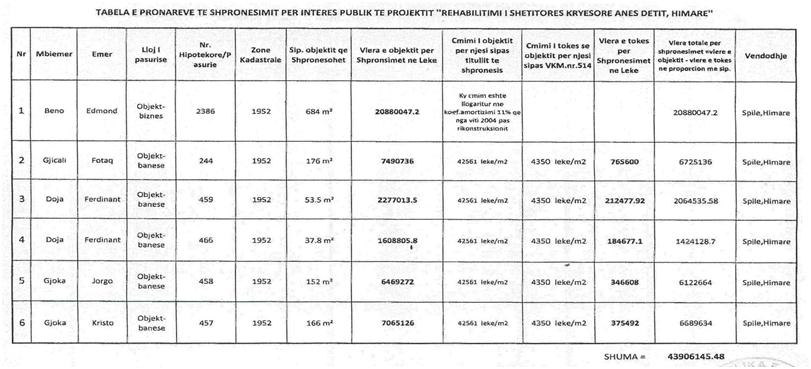 TABELA E PRONAREVE TE SHPRONESIMIT PER INTERES PUBLIK TE PROJEKTIT "REHABILITIMI I SHETITORES KRYESORE ANES DETIT, HIMARE"
Nr | Mbiemer | Emer | Lloj I pasurise | Nr. Hipotekore/Pasurie | Zone Kadastrale | Sip. objektit qe Shpronesohet | Vlera e objektit per Shpronsimet ne Leke | Cmimi I objektit per njesi sipas titullit te shpronesis | Cmimi I tokes se objektit per njesi sipas VKM.nr.514 | Vlera e tokes per Shpronesimet ne Leke | Vlera totale per shpronesimet =vlere e objektit - vlere e tokes ne proporcion me sip. | Vendodhje
1 | Beno | Edmond | Objekt-biznes | 2386 | 1952 | 684 m² | 20880047.2 | Ky cmim eshte llogaritur me koef.amortizimi 11% qe nga viti 2004 pas rikonstruksionit | | | 20880047.2 | Spile,Himare
2 | Gjicali | Fotaq | Objekt-banese | 244 | 1952 | 176 m² | 7490736 | 42561 leke/m2 | 4350 leke/m2 | 765600 | 6725136 | Spile,Himare
3 | Doja | Ferdinant | Objekt-banese | 459 | 1952 | 53.5 m² | 2277013.5 | 42561 leke/m2 | 4350 leke/m2 | 212477.92 | 2064535.58 | Spile,Himare
4 | Doja | Ferdinant | Objekt-banese | 466 | 1952 | 37.8 m² | 1608805.8 | 42561 leke/m2 | 4350 leke/m2 | 184677.1 | 1424128.7 | Spile,Himare
5 | Gjoka | Jorgo | Objekt-banese | 458 | 1952 | 152 m² | 6469272 | 42561 leke/m2 | 4350 leke/m2 | 346608 | 6122664 | Spile,Himare
6 | Gjoka | Kristo | Objekt-banese | 457 | 1952 | 166 m² | 7065126 | 42561 leke/m2 | 4350 leke/m2 | 375492 | 6689634 | Spile,Himare
SHUMA = 43906145.48